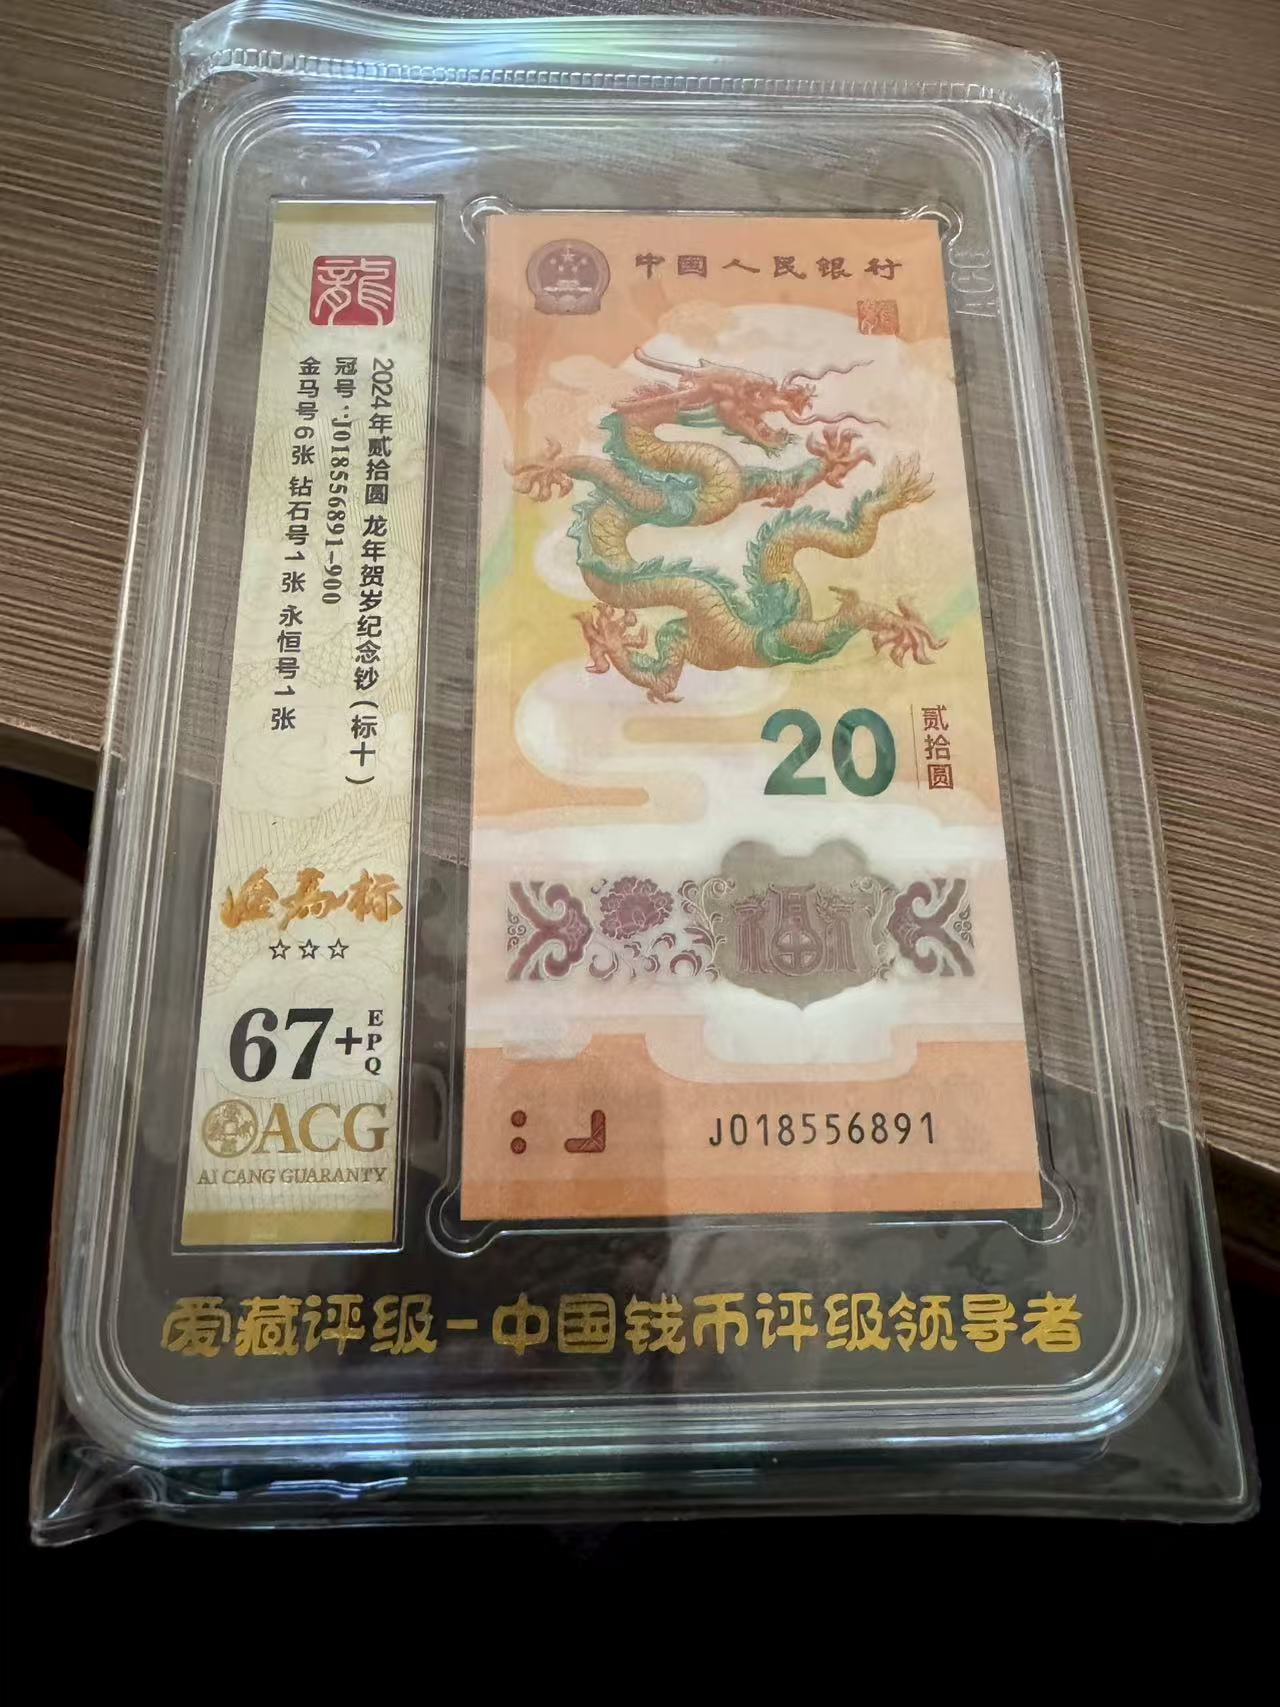 龍
2024年贰拾圆 龙年贺岁纪念钞(标十)
冠号:J018556891-900
金马号6张 钻石号1张 永恒号1张
金马标
☆☆☆
67+EPQ
ACG
AI CANG GUARANTY
中国人民银行
20
贰拾圆
福
J018556891
爱藏评级-中国钱币评级领导者